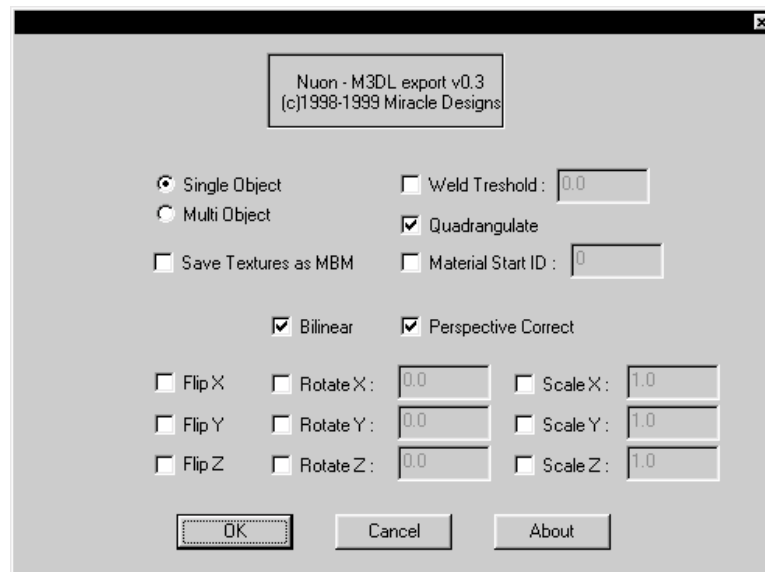 Nuon - M3DL export v0.3
(c)1998-1999 Miracle Designs
Single Object
Multi Object
Save Textures as MBM
Weld Treshold : 0.0
Quadrangulate
Material Start ID : 0
Bilinear
Perspective Correct
Flip X Rotate X : 0.0 Scale X : 1.0
Flip Y Rotate Y : 0.0 Scale Y : 1.0
Flip Z Rotate Z : 0.0 Scale Z : 1.0
OK Cancel About